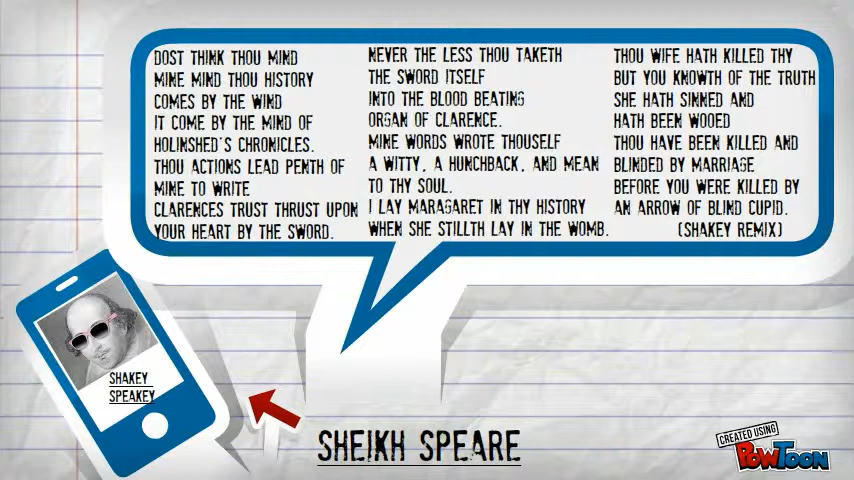 DOST THINK THOU MIND
MINE MIND THOU HISTORY
COMES BY THE WIND
IT COME BY THE MIND OF
HOLINSHED'S CHRONICLES.
THOU ACTIONS LEAD PENTH OF
MINE TO WRITE
CLARENCES TRUST THRUST UPON
YOUR HEART BY THE SWORD.
NEVER THE LESS THOU TAKETH
THE SWORD ITSELF
INTO THE BLOOD BEATING
ORGAN OF CLARENCE.
MINE WORDS WROTE THOUSELF
A WITTY, A HUNCHBACK, AND MEAN
TO THY SOUL.
I LAY MARAGARET IN THY HISTORY
WHEN SHE STILLTH LAY IN THE WOMB.
THOU WIFE HATH KILLED THY
BUT YOU KNOWTH OF THE TRUTH
SHE HATH SINNED AND
HATH BEEN WOOED
THOU HAVE BEEN KILLED AND
BLINDED BY MARRIAGE
BEFORE YOU WERE KILLED BY
AN ARROW OF BLIND CUPID.
(SHAKEY REMIX)
SHAKEY
SPEAKEY
SHEIKH SPEARE
CREATED USING
POWTOON